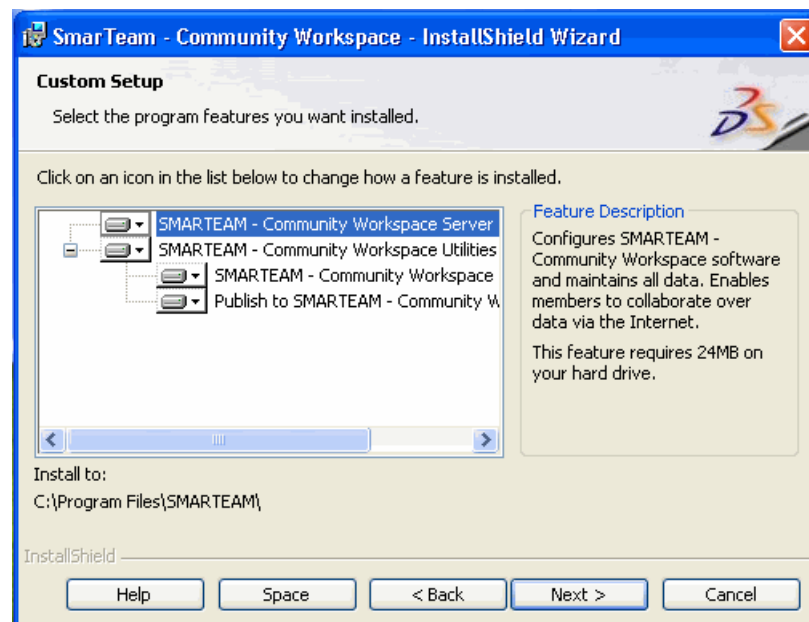 SmarTeam - Community Workspace - InstallShield Wizard
Custom Setup
Select the program features you want installed.
Click on an icon in the list below to change how a feature is installed.
SMARTEAM - Community Workspace Server
SMARTEAM - Community Workspace Utilities
SMARTEAM - Community Workspace
Publish to SMARTEAM - Community W
Feature Description
Configures SMARTEAM -
Community Workspace software
and maintains all data. Enables
members to collaborate over
data via the Internet.
This feature requires 24MB on
your hard drive.
Install to:
C:\Program Files\SMARTEAM\
InstallShield
Help
Space
< Back
Next >
Cancel